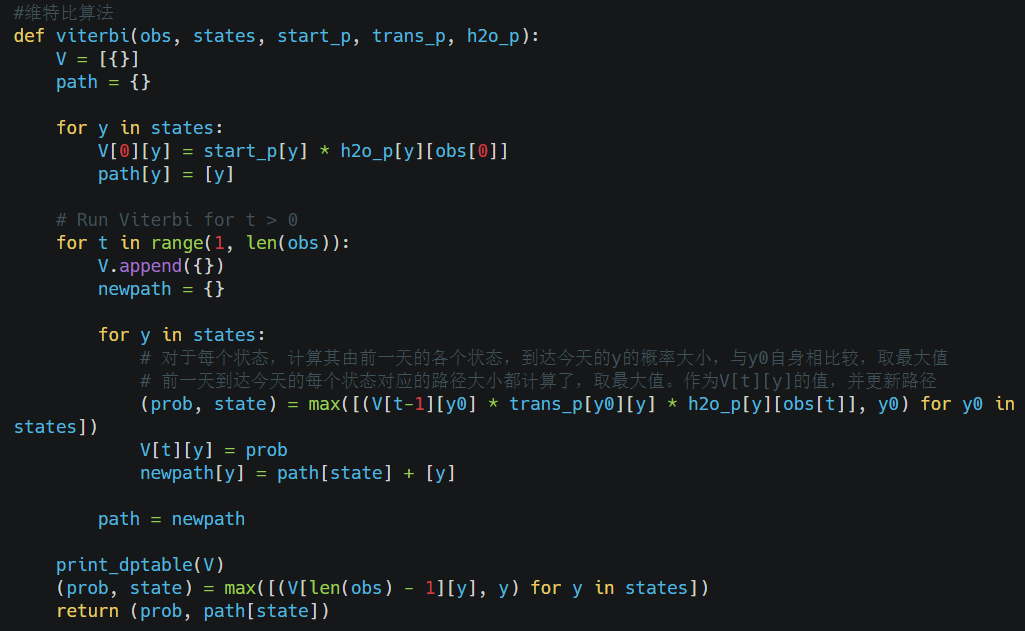 #维特比算法
def viterbi(obs, states, start_p, trans_p, h2o_p):
    V = [{}]
    path = {}

    for y in states:
        V[0][y] = start_p[y] * h2o_p[y][obs[0]]
        path[y] = [y]

    # Run Viterbi for t > 0
    for t in range(1, len(obs)):
        V.append({})
        newpath = {}

        for y in states:
            # 对于每个状态，计算其由前一天的各个状态，到达今天的y的概率大小，与y0自身相比较，取最大值
            # 前一天到达今天的每个状态对应的路径大小都计算了，取最大值。作为V[t][y]的值，并更新路径
            (prob, state) = max([(V[t-1][y0] * trans_p[y0][y] * h2o_p[y][obs[t]], y0) for y0 in
states])
            V[t][y] = prob
            newpath[y] = path[state] + [y]

        path = newpath

    print_dptable(V)
    (prob, state) = max([(V[len(obs) - 1][y], y) for y in states])
    return (prob, path[state])